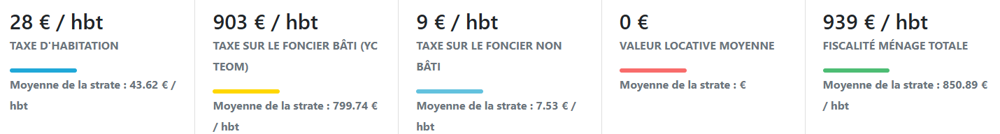 28 € / hbt
TAXE D'HABITATION
Moyenne de la strate : 43.62 € /
hbt
903 € / hbt
TAXE SUR LE FONCIER BÂTI (YC
TEOM)
Moyenne de la strate : 799.74 €
/ hbt
9 € / hbt
TAXE SUR LE FONCIER NON
BÂTI
Moyenne de la strate : 7.53 € /
hbt
0 €
VALEUR LOCATIVE MOYENNE
Moyenne de la strate : €
939 € / hbt
FISCALITÉ MÉNAGE TOTALE
Moyenne de la strate : 850.89 €
/ hbt